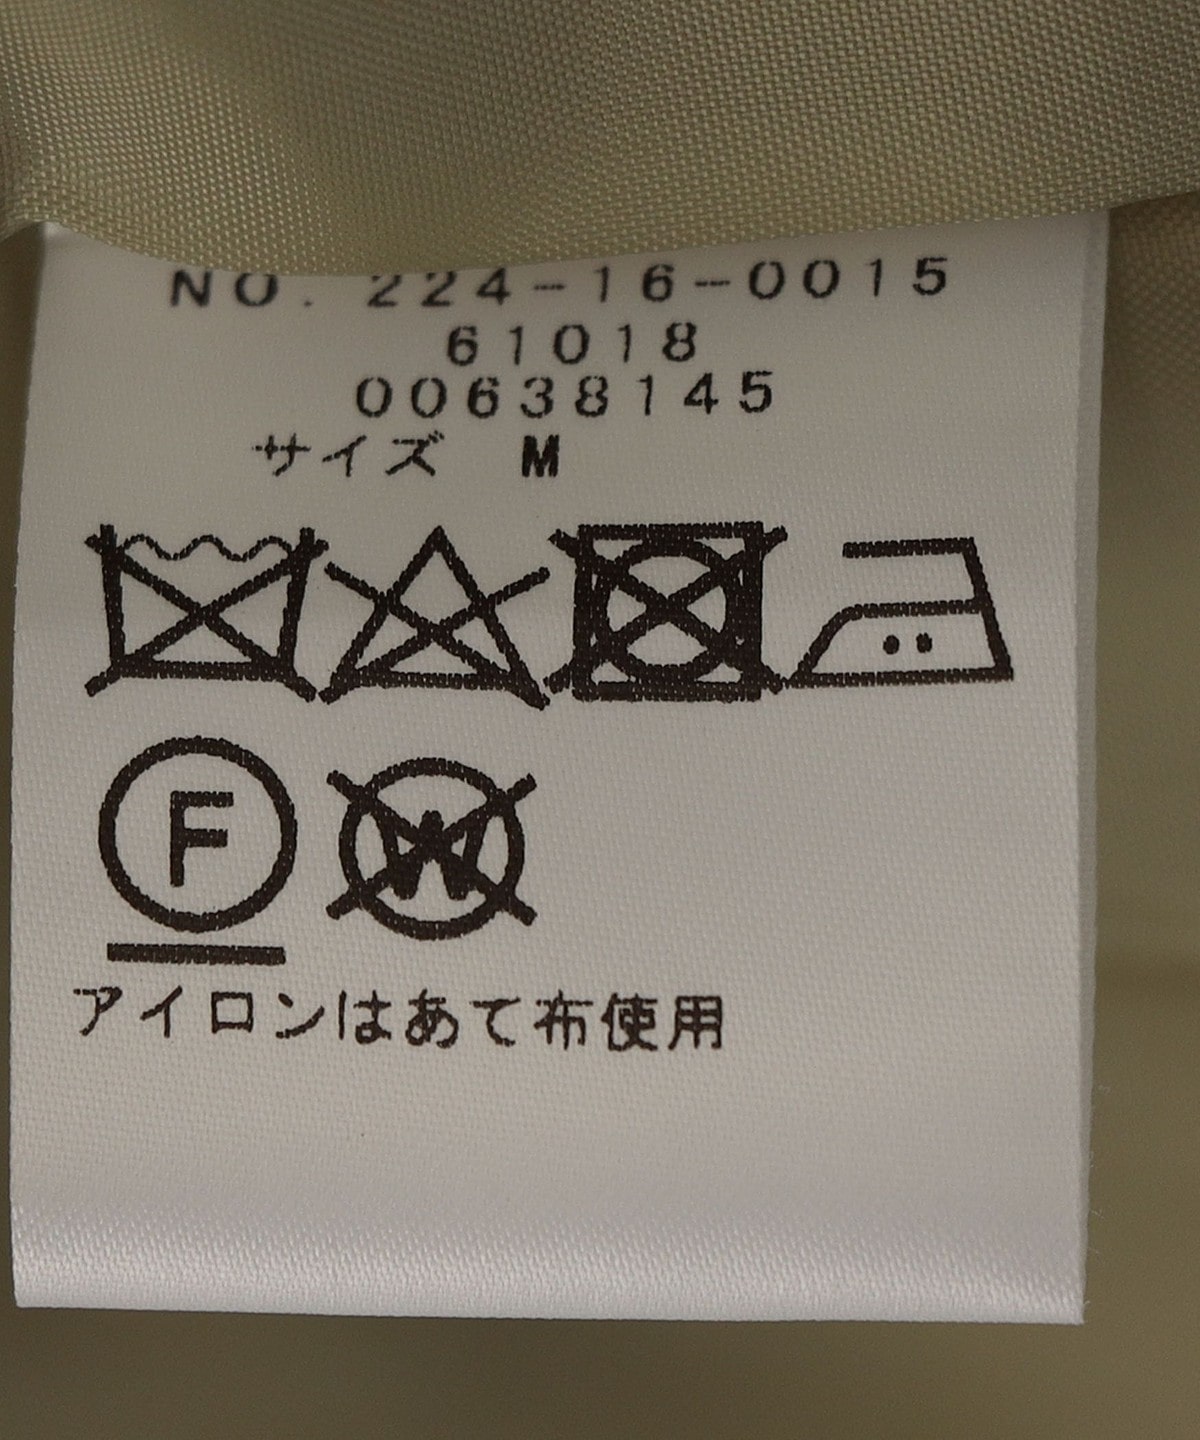 NO. 224-16-0015
61018
00638145
サイズ M
F W
アイロンはあて布使用